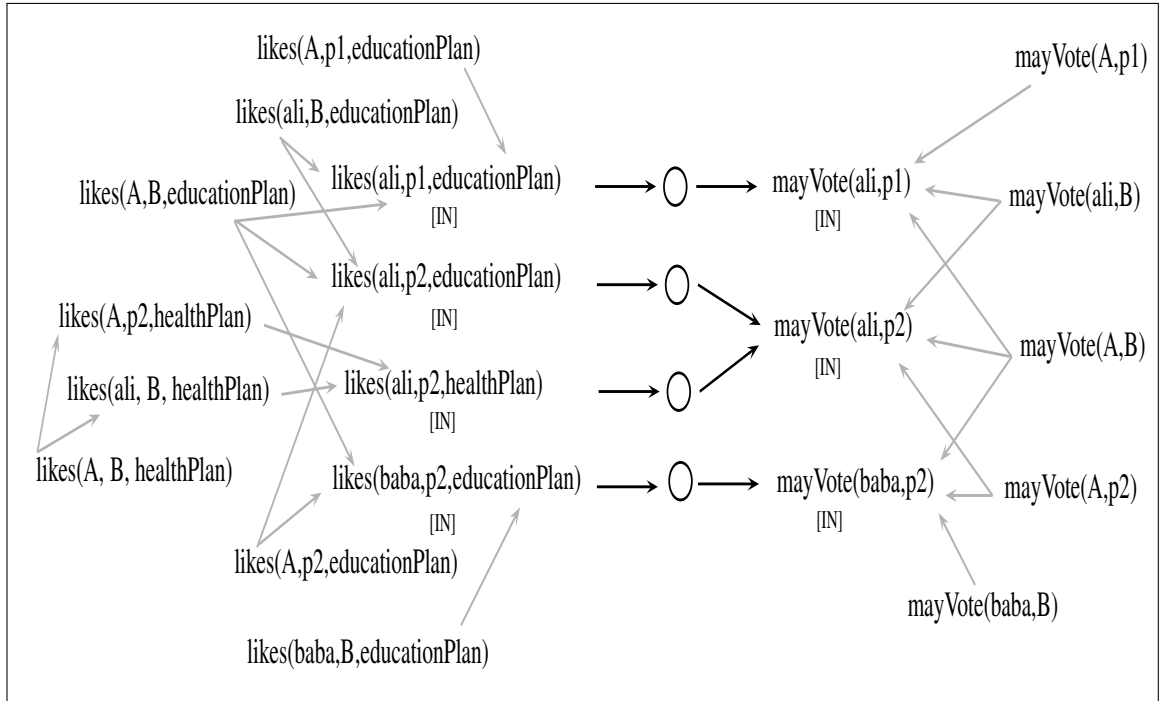 likes(A,p1,educationPlan)
mayVote(A,p1)
likes(ali,B,educationPlan)
likes(ali,p1,educationPlan)
mayVote(ali,p1)
likes(A,B,educationPlan)
mayVote(ali,B)
[IN]
[IN]
likes(ali,p2,educationPlan)
likes(A,p2,healthPlan)
[IN]
mayVote(ali,p2)
mayVote(A,B)
[IN]
likes(ali, B, healthPlan)
likes(ali,p2,healthPlan)
[IN]
likes(A, B, healthPlan)
likes(baba,p2,educationPlan)
mayVote(baba,p2)
mayVote(A,p2)
[IN]
[IN]
likes(A,p2,educationPlan)
mayVote(baba,B)
likes(baba,B,educationPlan)